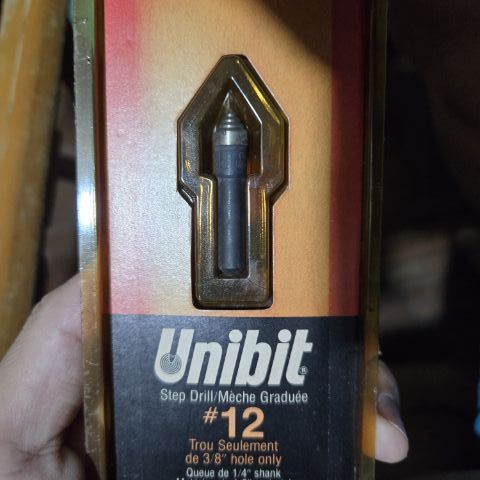 Unibit®
Step Drill/Mèche Graduée
#12
Trou Seulement
de 3/8" hole only
Queue de 1/4" shank